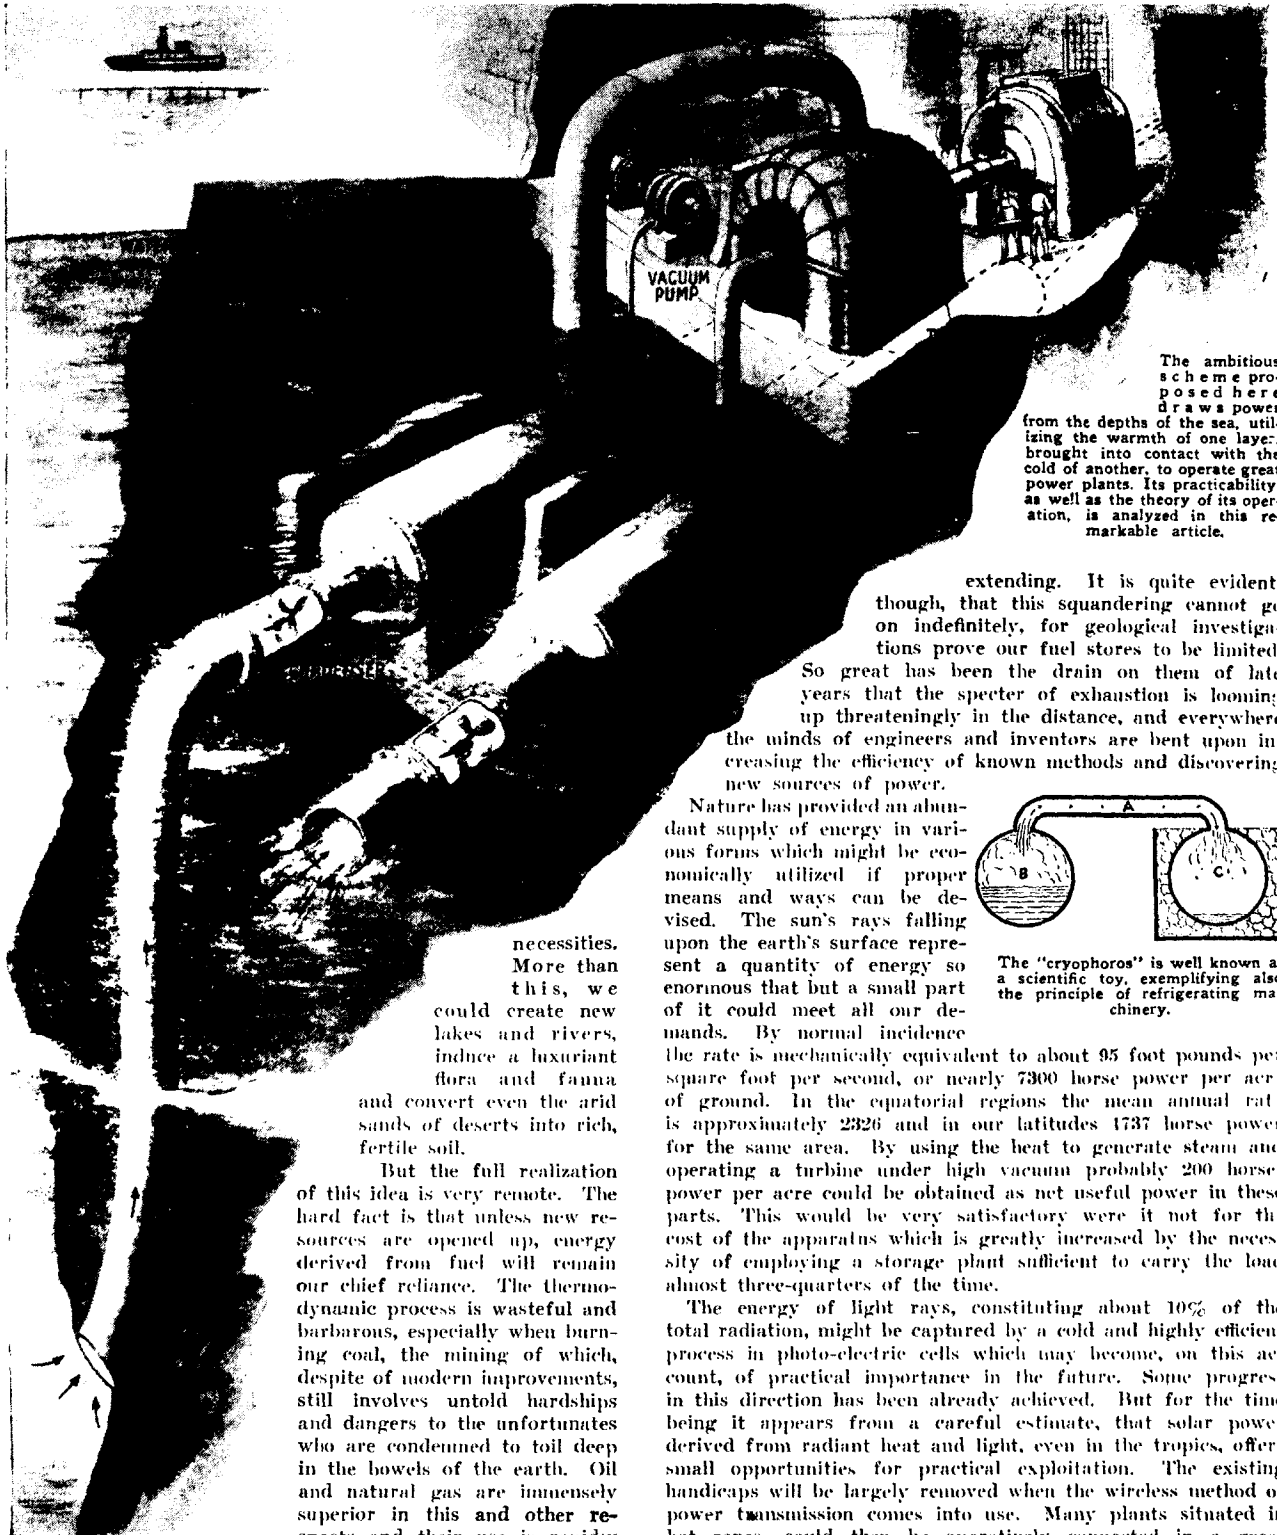 VACUUM
PUMP
The ambitious
scheme pro-
posed here
draws power
from the depths of the sea, util-
izing the warmth of one layer,
brought into contact with the
cold of another, to operate great
power plants. Its practicability,
as well as the theory of its oper-
ation, is analyzed in this re-
markable article.
CONDENSERS
necessities.
More than
this, we
could create new
lakes and rivers,
induce a luxuriant
flora and fauna
and convert even the arid
sands of deserts into rich,
fertile soil.
But the full realization
of this idea is very remote. The
hard fact is that unless new re-
sources are opened up, energy
derived from fuel will remain
our chief reliance. The thermo-
dynamic process is wasteful and
barbarous, especially when burn-
ing coal, the mining of which,
despite of modern improvements,
still involves untold hardships
and dangers to the unfortunates
who are condemned to toil deep
in the bowels of the earth. Oil
and natural gas are immensely
superior in this and other re-
extending. It is quite evident,
though, that this squandering cannot go
on indefinitely, for geological investiga-
tions prove our fuel stores to be limited.
So great has been the drain on them of late
years that the specter of exhaustion is looming
up threateningly in the distance, and everywhere
the minds of engineers and inventors are bent upon in-
creasing the efficiency of known methods and discovering
new sources of power.
Nature has provided an abun-
dant supply of energy in vari-
ous forms which might be eco-
nomically utilized if proper
means and ways can be de-
vised. The sun's rays falling
upon the earth's surface repre-
sent a quantity of energy so
enormous that but a small part
of it could meet all our de-
mands. By normal incidence
the rate is mechanically equivalent to about 95 foot pounds per
square foot per second, or nearly 7300 horse power per acre
of ground. In the equatorial regions the mean annual rate
is approximately 2326 and in our latitudes 1737 horse power
for the same area. By using the heat to generate steam and
operating a turbine under high vacuum probably 200 horse-
power per acre could be obtained as net useful power in these
parts. This would be very satisfactory were it not for the
cost of the apparatus which is greatly increased by the neces-
sity of employing a storage plant sufficient to carry the load
almost three-quarters of the time.
The energy of light rays, constituting about 10% of the
total radiation, might be captured by a cold and highly efficient
process in photo-electric cells which may become, on this ac-
count, of practical importance in the future. Some progress
in this direction has been already achieved. But for the time
being it appears from a careful estimate, that solar power
derived from radiant heat and light, even in the tropics, offers
small opportunities for practical exploitation. The existing
handicaps will be largely removed when the wireless method of
power transmission comes into use. Many plants situated in
A
B
C
The "cryophoros" is well known as
a scientific toy, exemplifying also
the principle of refrigerating ma-
chinery.